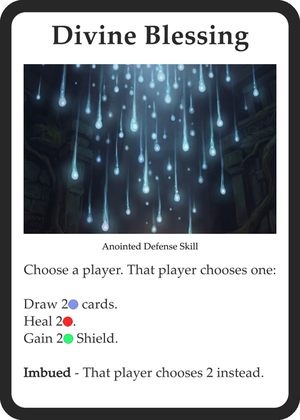 Divine Blessing
Anointed Defense Skill
Choose a player. That player chooses one:
Draw 2 cards.
Heal 2.
Gain 2 Shield.
Imbued - That player chooses 2 instead.